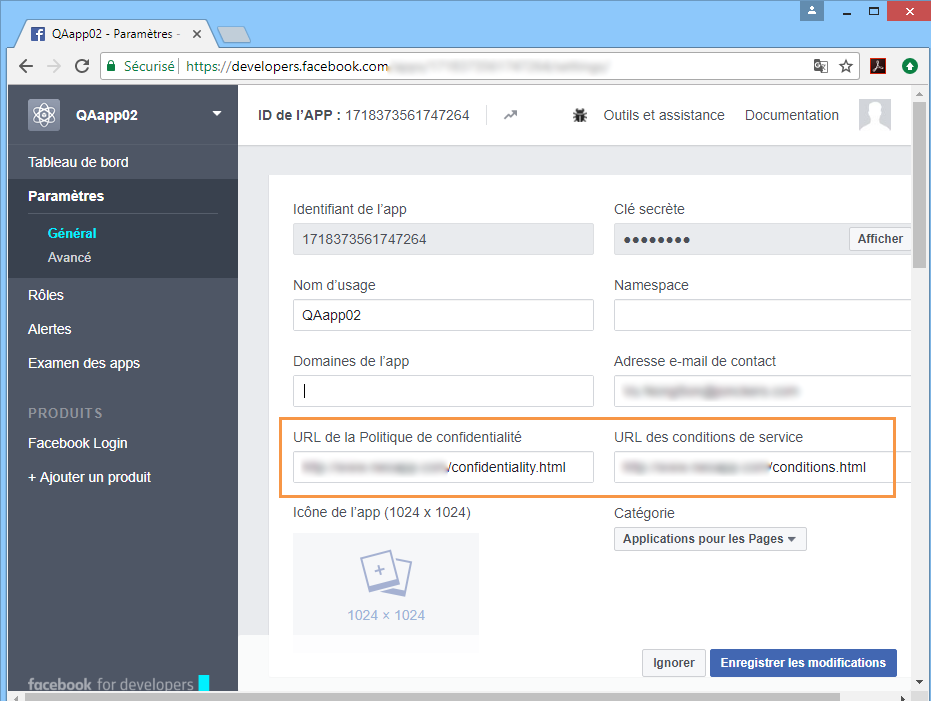 QAapp02 - Paramètres -
Sécurisé
https://developers.facebook.com
QAapp02
ID de l'APP : 1718373561747264
Outils et assistance
Documentation
Tableau de bord
Paramètres
Général
Avancé
Rôles
Alertes
Examen des apps
PRODUITS
Facebook Login
+ Ajouter un produit
facebook for developers
Identifiant de l'app
1718373561747264
Clé secrète
●●●●●●●●
Afficher
Nom d'usage
QAapp02
Namespace
Domaines de l'app
Adresse e-mail de contact
URL de la Politique de confidentialité
/confidentiality.html
URL des conditions de service
/conditions.html
Icône de l'app (1024 x 1024)
1024 × 1024
Catégorie
Applications pour les Pages
Ignorer
Enregistrer les modifications